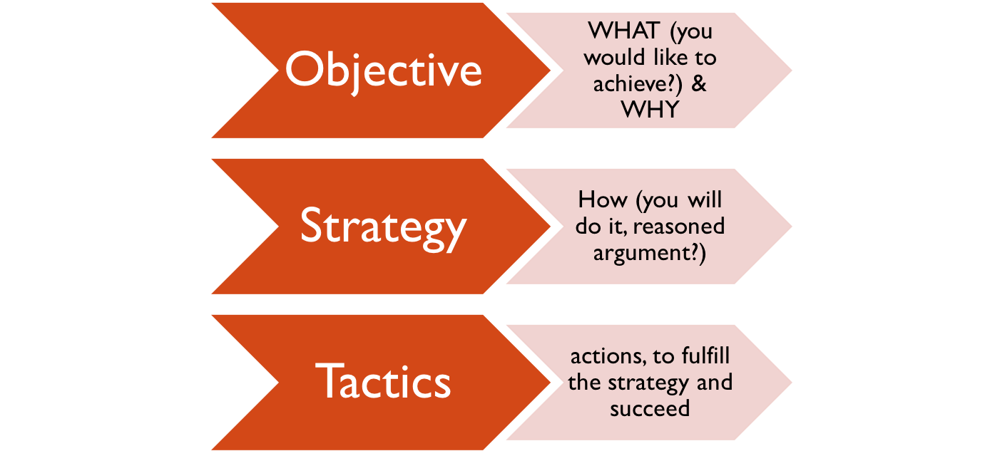 Objective
WHAT (you
would like to
achieve?) &
WHY
Strategy
How (you will
do it, reasoned
argument?)
Tactics
actions, to fulfill
the strategy and
succeed